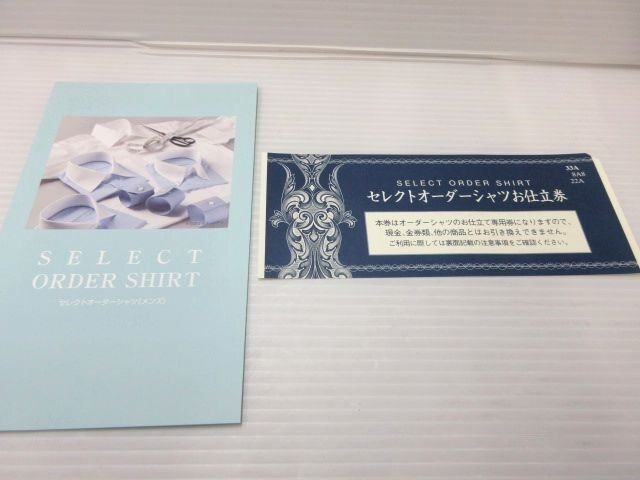 SELECT
ORDER SHIRT
セレクトオーダーシャツ(メンズ)
33A
8A8
22A
SELECT ORDER SHIRT
セレクトオーダーシャツお仕立券
本券はオーダーシャツのお仕立て専用券になりますので、
現金、金券類、他の商品とはお引き換えできません。
ご利用に際しては裏面記載の注意事項をご確認ください。